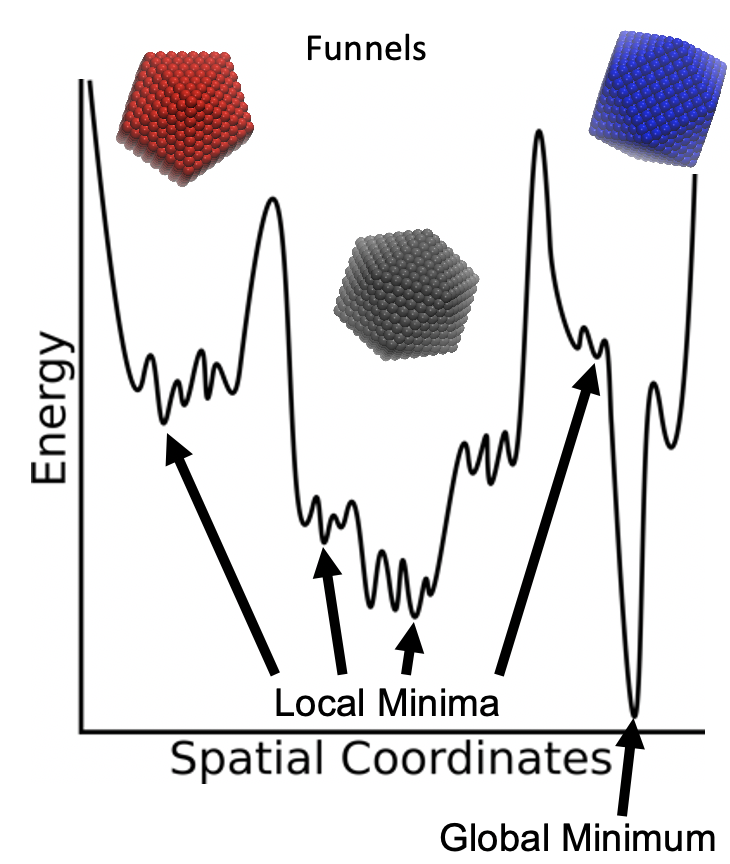 Funnels
Energy
Local Minima
Spatial Coordinates
Global Minimum